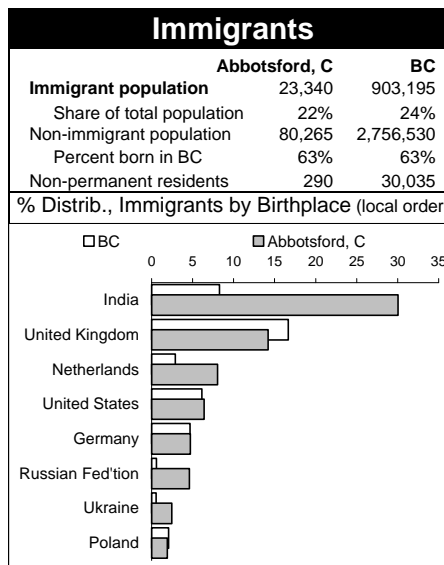 Immigrants
Abbotsford, C BC
Immigrant population 23,340 903,195
Share of total population 22% 24%
Non-immigrant population 80,265 2,756,530
Percent born in BC 63% 63%
Non-permanent residents 290 30,035
% Distrib., Immigrants by Birthplace (local order
BC Abbotsford, C
0 5 10 15 20 25 30 35
India
United Kingdom
Netherlands
United States
Germany
Russian Fed'tion
Ukraine
Poland